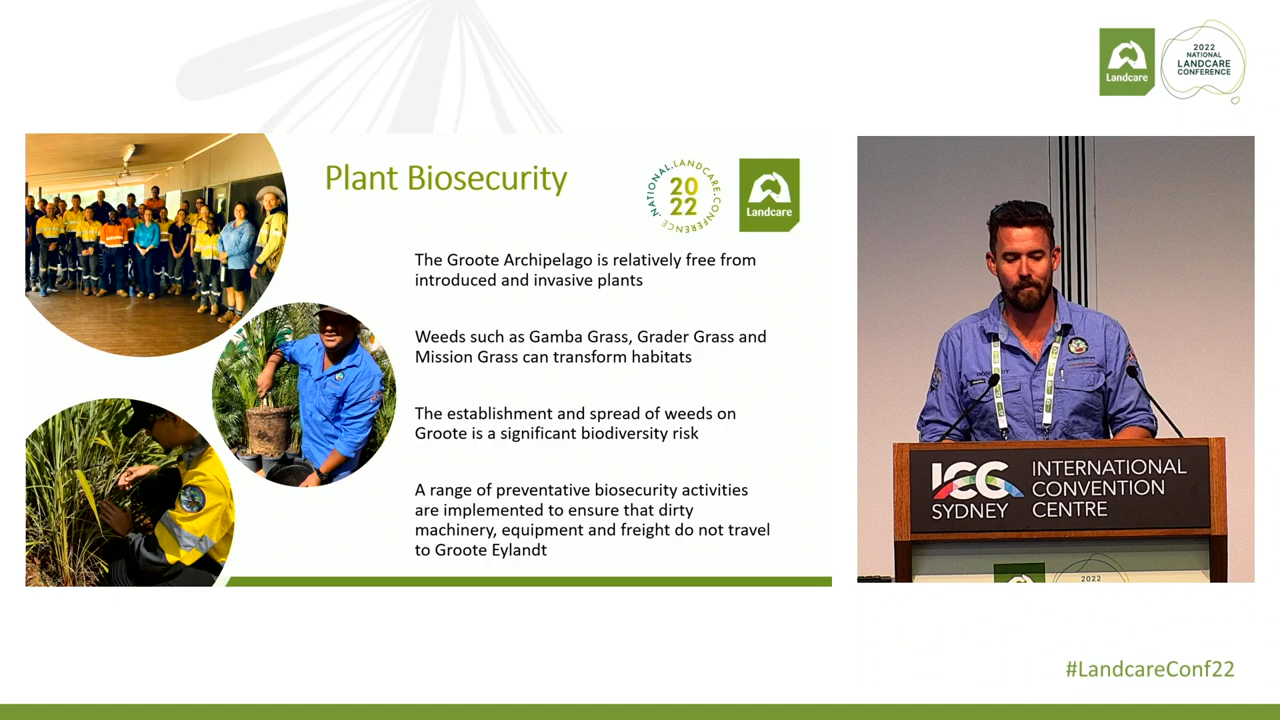 Landcare
2022
NATIONAL
LANDCARE
CONFERENCE
Plant Biosecurity
NATIONAL.LANDCARE.CONFERENCE
20
22
Landcare
The Groote Archipelago is relatively free from
introduced and invasive plants
Weeds such as Gamba Grass, Grader Grass and
Mission Grass can transform habitats
The establishment and spread of weeds on
Groote is a significant biodiversity risk
A range of preventative biosecurity activities
are implemented to ensure that dirty
machinery, equipment and freight do not travel
to Groote Eylandt
ICC
SYDNEY
INTERNATIONAL
CONVENTION
CENTRE
2022
#LandcareConf22